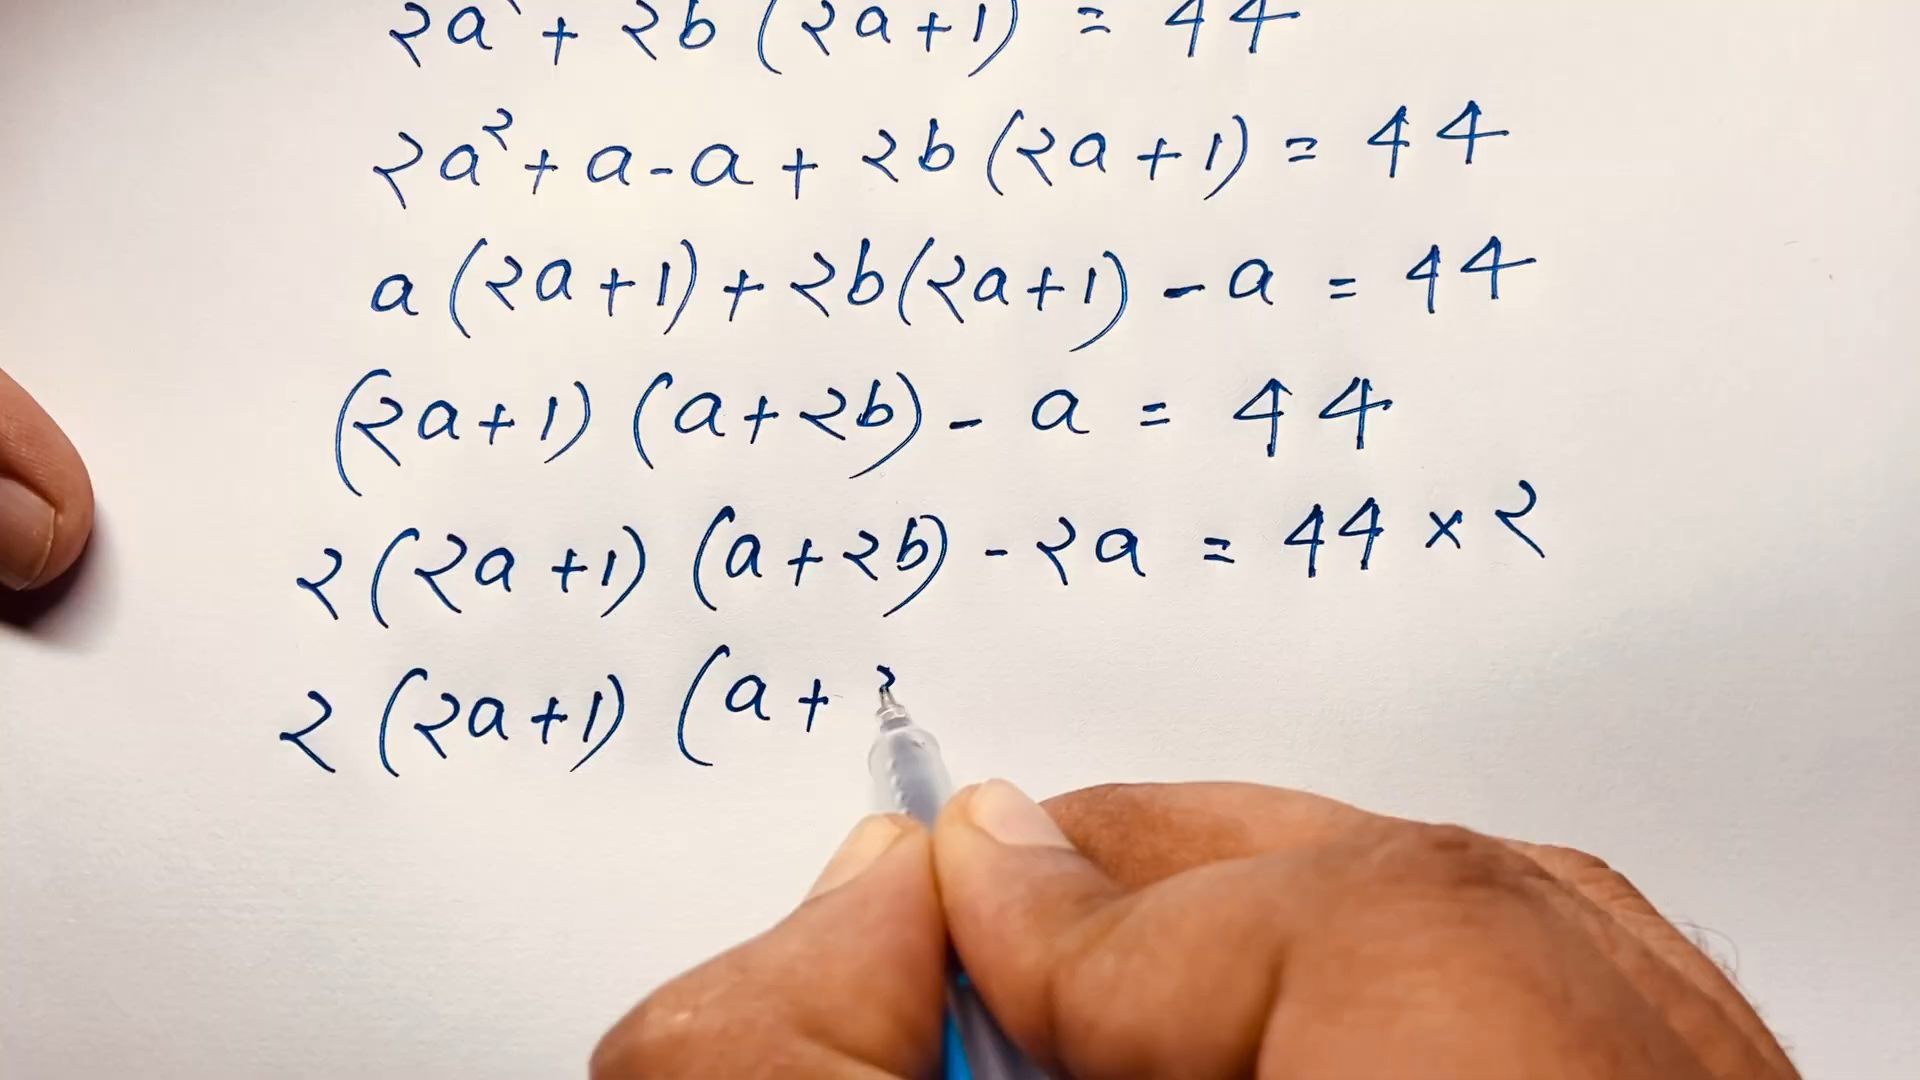 2a² + 2b (2a+1) = 44
2a² + a - a + 2b (2a+1) = 44
a (2a+1) + 2b (2a+1) - a = 44
(2a+1) (a+2b) - a = 44
2 (2a+1) (a+2b) - 2a = 44 × 2
2 (2a+1) (a + 2